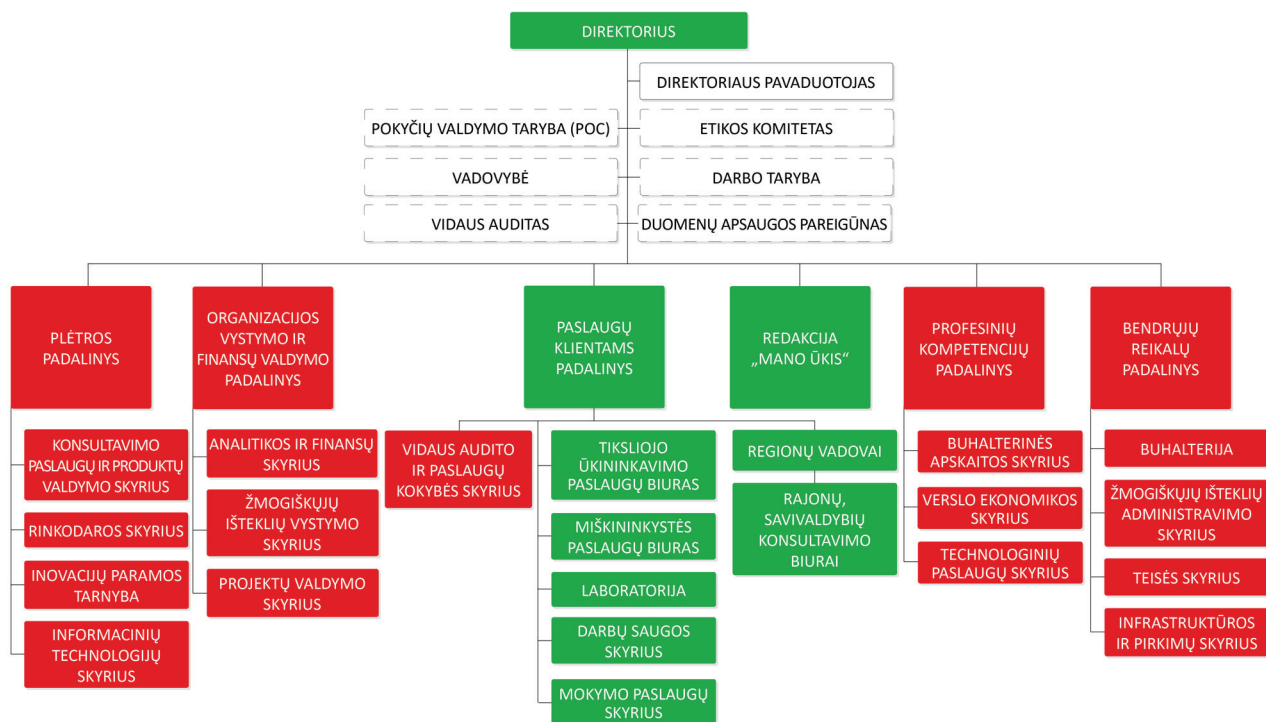 DIREKTORIUS
DIREKTORIAUS PAVADUOTOJAS
POKYČIŲ VALDYMO TARYBA (POC)
ETIKOS KOMITETAS
VADOVYBĖ
DARBO TARYBA
VIDAUS AUDITAS
DUOMENŲ APSAUGOS PAREIGŪNAS
PLĖTROS
PADALINYS
ORGANIZACIJOS
VYSTYMO IR
FINANSŲ VALDYMO
PADALINYS
PASLAUGŲ
KLIENTAMS
PADALINYS
REDAKCIJA
„MANO ŪKIS“
PROFESINIŲ
KOMPETENCIJŲ
PADALINYS
BENDRŲJŲ
REIKALŲ
PADALINYS
KONSULTAVIMO
PASLAUGŲ IR PRODUKTŲ
VALDYMO SKYRIUS
RINKODAROS SKYRIUS
INOVACIJŲ PARAMOS
TARNYBA
INFORMACINIŲ
TECHNOLOGIJŲ
SKYRIUS
ANALITIKOS IR FINANSŲ
SKYRIUS
ŽMOGIŠKŲJŲ
IŠTEKLIŲ VYSTYMO
SKYRIUS
PROJEKTŲ VALDYMO
SKYRIUS
VIDAUS AUDITO
IR PASLAUGŲ
KOKYBĖS SKYRIUS
TIKSLIOJO
ŪKININKAVIMO
PASLAUGŲ BIURAS
MIŠKININKYSTĖS
PASLAUGŲ BIURAS
LABORATORIJA
DARBŲ SAUGOS
SKYRIUS
MOKYMO PASLAUGŲ
SKYRIUS
REGIONŲ VADOVAI
RAJONŲ,
SAVIVALDYBIŲ
KONSULTAVIMO
BIURAI
BUHALTERINĖS
APSKAITOS SKYRIUS
VERSLO EKONOMIKOS
SKYRIUS
TECHNOLOGINIŲ
PASLAUGŲ SKYRIUS
BUHALTERIJA
ŽMOGIŠKŲJŲ IŠTEKLIŲ
ADMINISTRAVIMO
SKYRIUS
TEISĖS SKYRIUS
INFRASTRUKTŪROS
IR PIRKIMŲ SKYRIUS